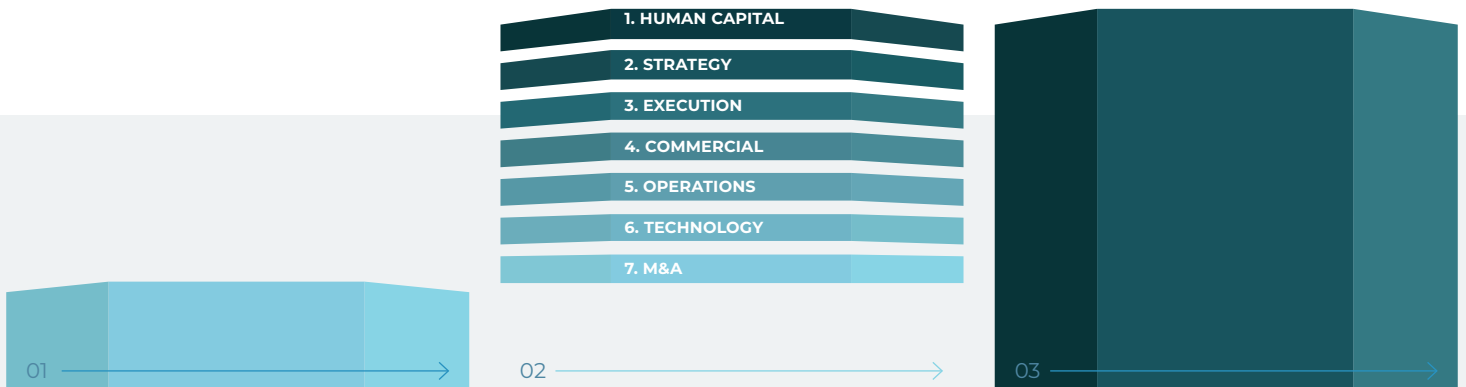 1. HUMAN CAPITAL
2. STRATEGY
3. EXECUTION
4. COMMERCIAL
5. OPERATIONS
6. TECHNOLOGY
7. M&A
01
02
03